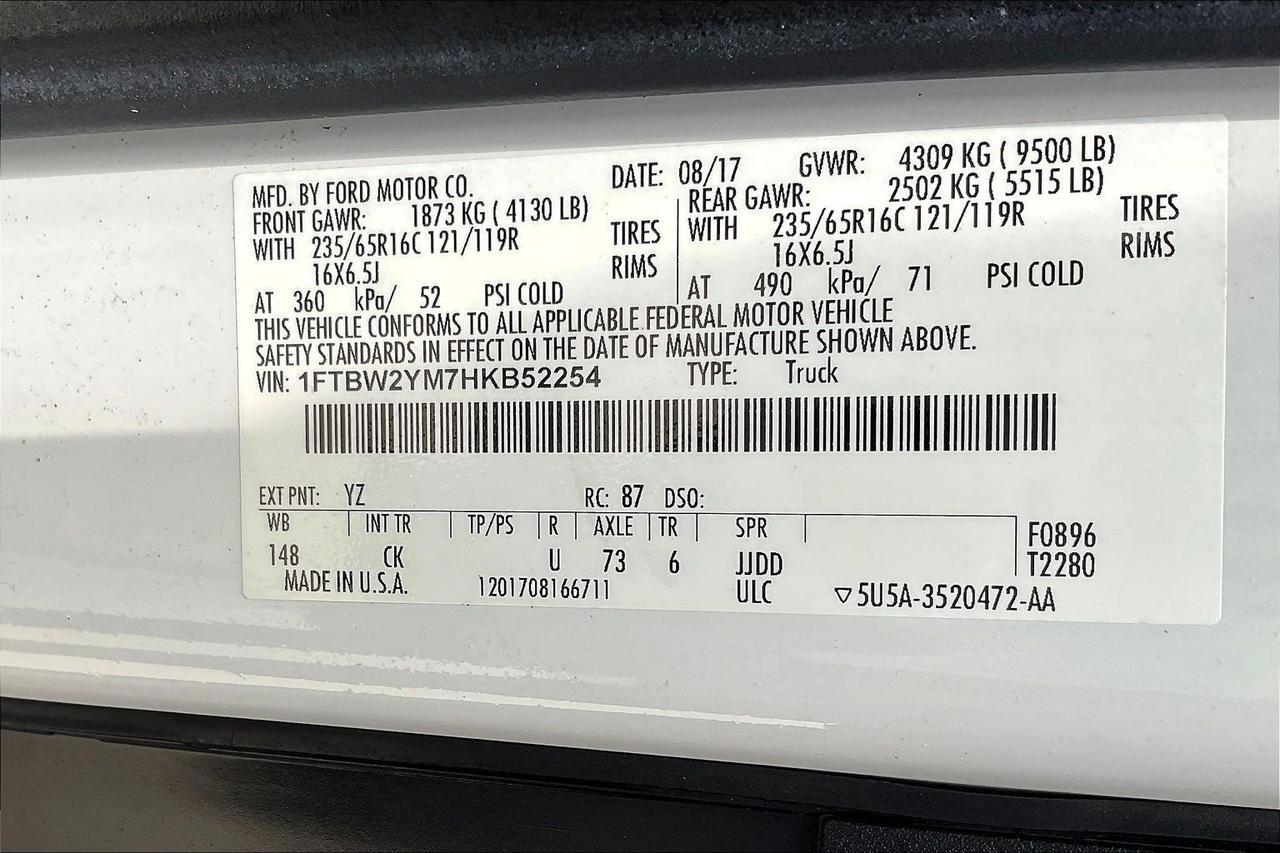 MFD. BY FORD MOTOR CO. DATE: 08/17 GVWR: 4309 KG ( 9500 LB)
FRONT GAWR: 1873 KG ( 4130 LB) REAR GAWR: 2502 KG ( 5515 LB)
WITH 235/65R16C 121/119R TIRES WITH 235/65R16C 121/119R TIRES
16X6.5J RIMS 16X6.5J RIMS
AT 360 kPa/ 52 PSI COLD AT 490 kPa/ 71 PSI COLD
THIS VEHICLE CONFORMS TO ALL APPLICABLE FEDERAL MOTOR VEHICLE
SAFETY STANDARDS IN EFFECT ON THE DATE OF MANUFACTURE SHOWN ABOVE.
VIN: 1FTBW2YM7HKB52254 TYPE: Truck
EXT PNT: YZ RC: 87 DSO:
WB INT TR TP/PS R AXLE TR SPR F0896
148 CK U 73 6 JJDD T2280
MADE IN U.S.A. 1201708166711 ULC ▽5U5A-3520472-AA